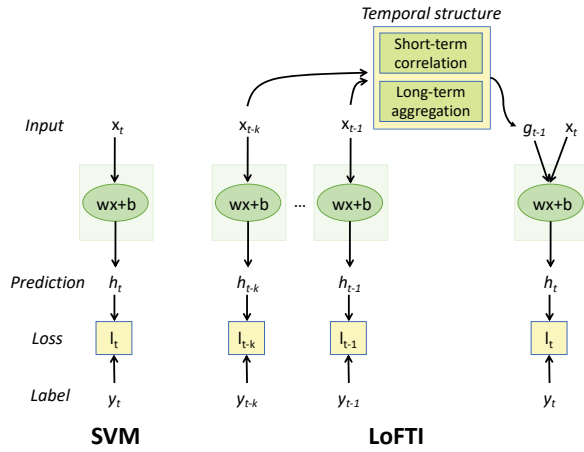 Temporal structure
Short-term
correlation
Long-term
aggregation
Input x_t x_{t-k} x_{t-1} g_{t-1} x_t
wx+b wx+b ... wx+b wx+b
Prediction h_t h_{t-k} h_{t-1} h_t
Loss l_t l_{t-k} l_{t-1} l_t
Label y_t y_{t-k} y_{t-1} y_t
SVM LoFTI